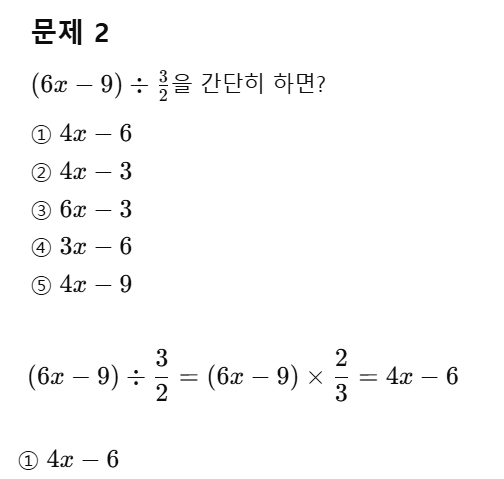 문제 2
(6x − 9) ÷ 3/2을 간단히 하면?
① 4x − 6
② 4x − 3
③ 6x − 3
④ 3x − 6
⑤ 4x − 9
(6x − 9) ÷ 3/2 = (6x − 9) × 2/3 = 4x − 6
① 4x − 6